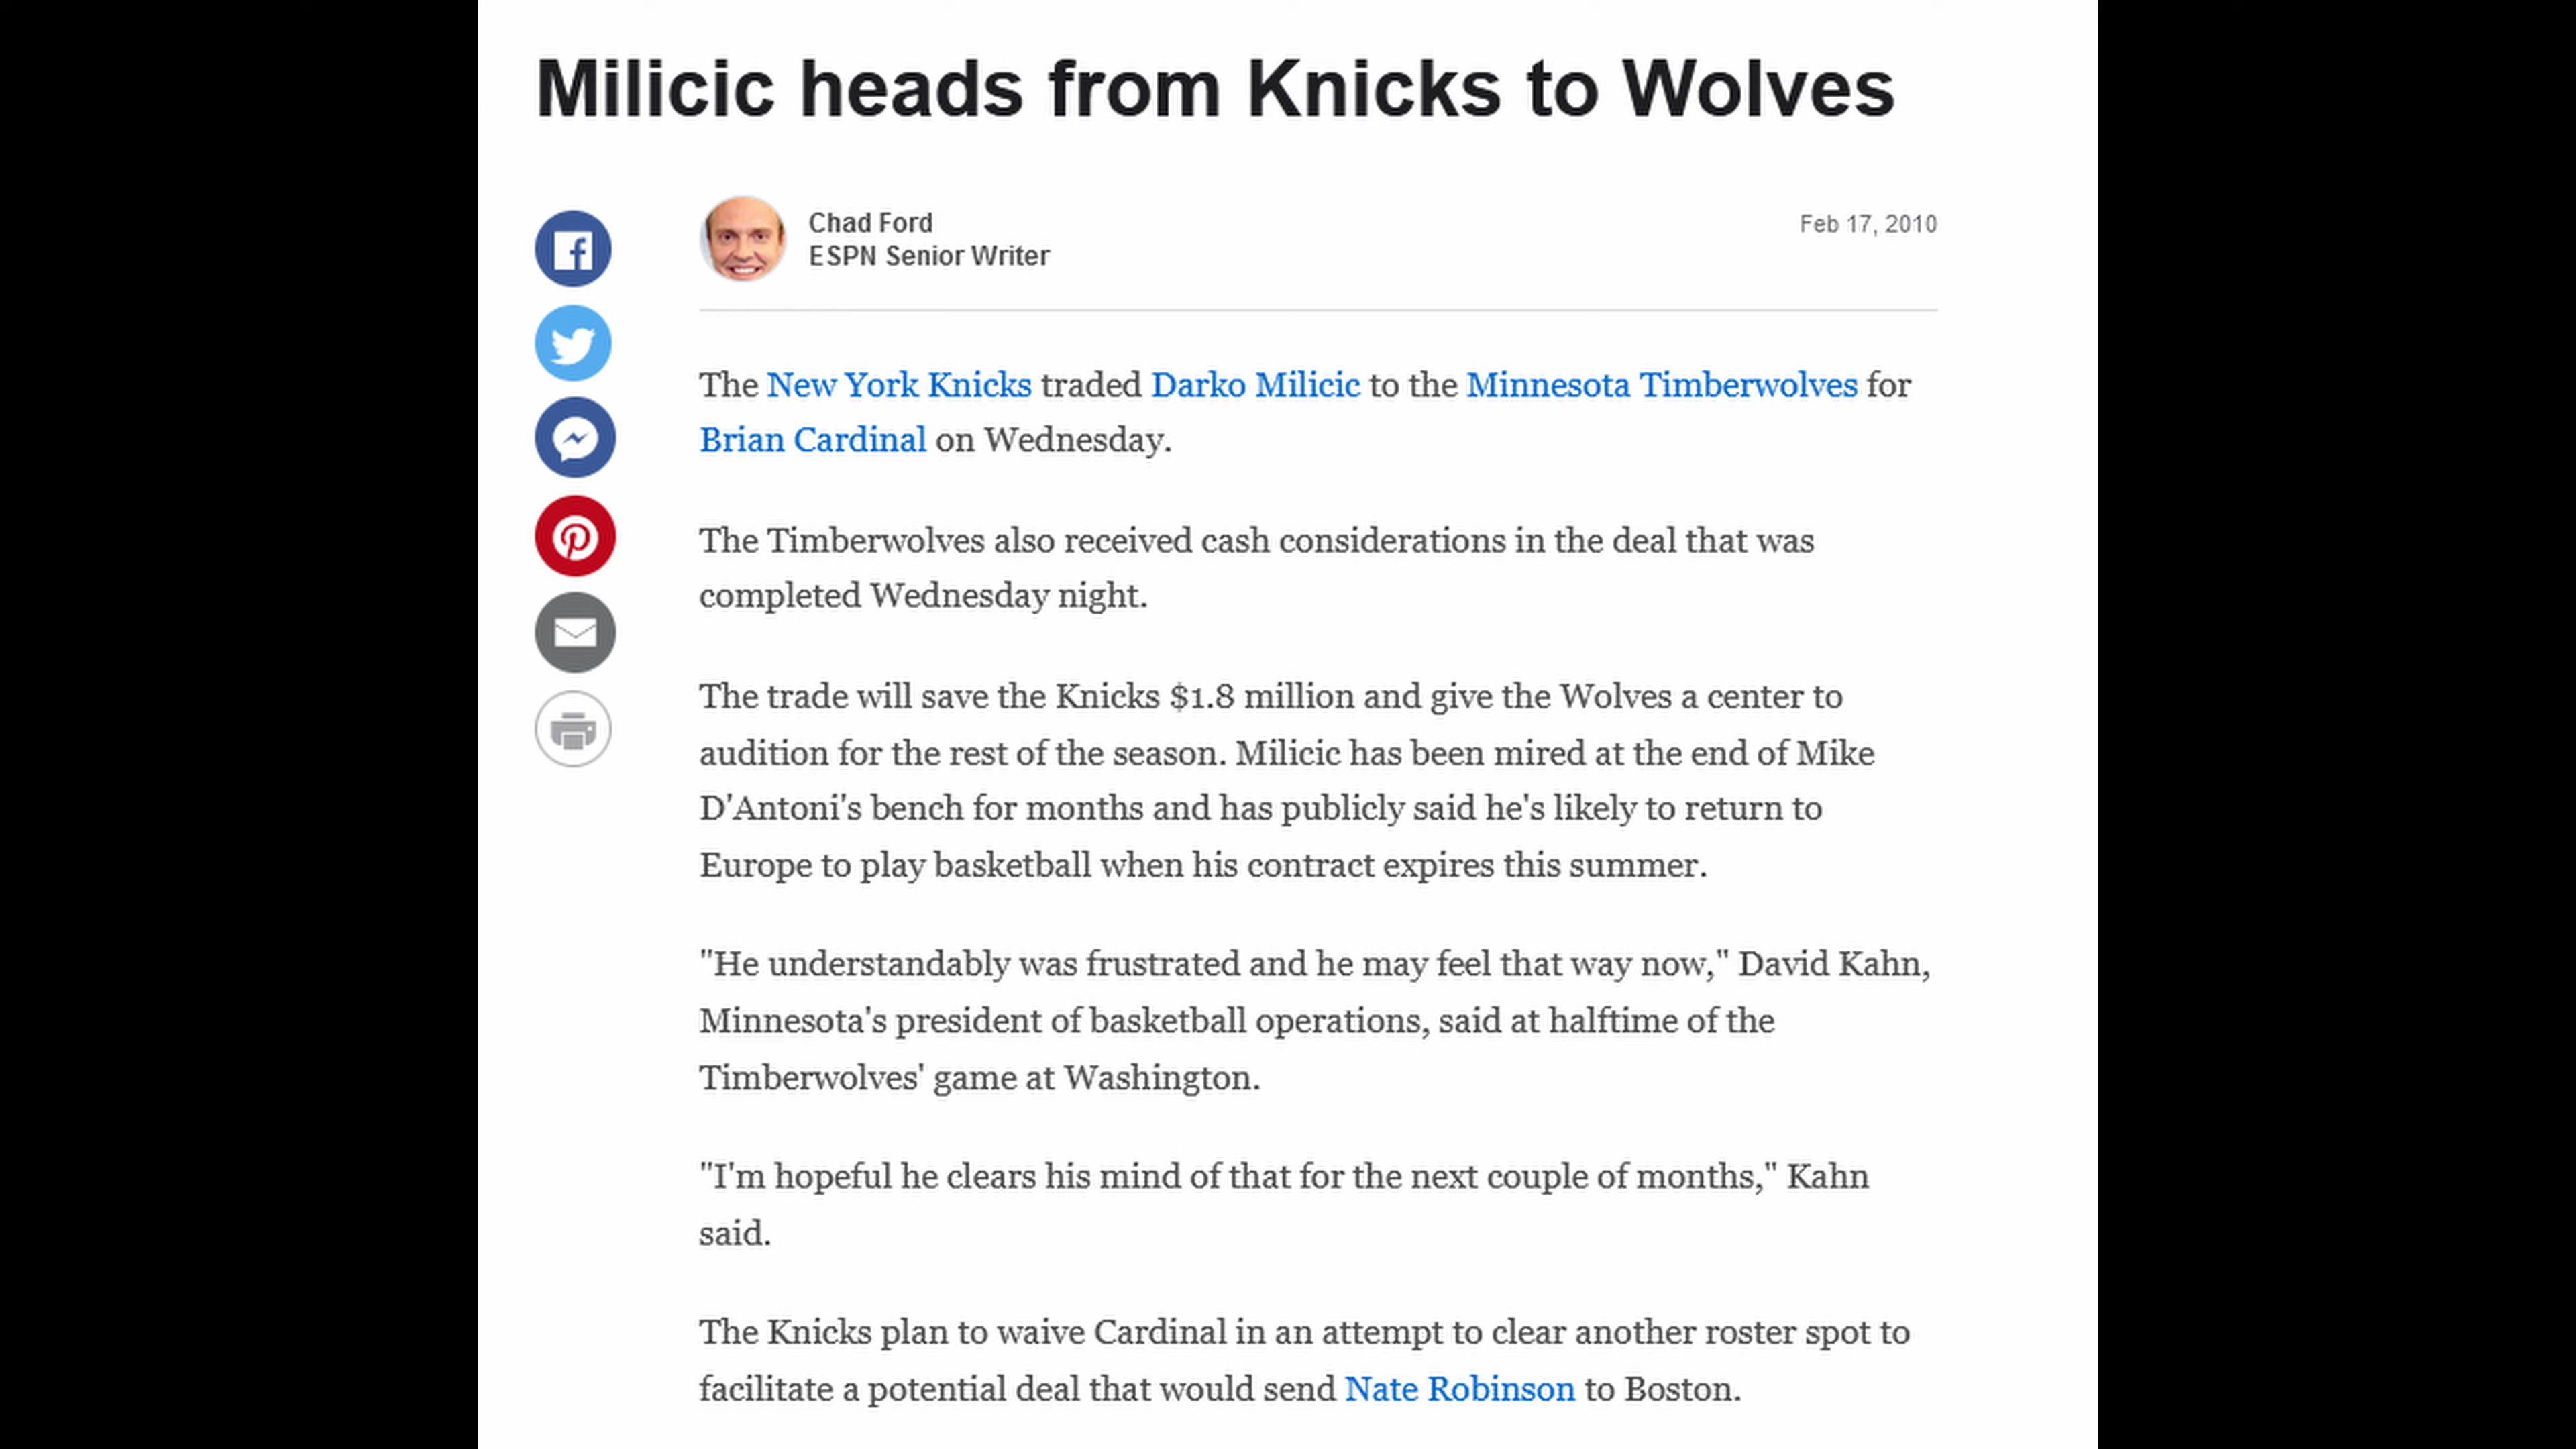 Milicic heads from Knicks to Wolves
Chad Ford
ESPN Senior Writer
Feb 17, 2010
The New York Knicks traded Darko Milicic to the Minnesota Timberwolves for
Brian Cardinal on Wednesday.
The Timberwolves also received cash considerations in the deal that was
completed Wednesday night.
The trade will save the Knicks $1.8 million and give the Wolves a center to
audition for the rest of the season. Milicic has been mired at the end of Mike
D'Antoni's bench for months and has publicly said he's likely to return to
Europe to play basketball when his contract expires this summer.
"He understandably was frustrated and he may feel that way now," David Kahn,
Minnesota's president of basketball operations, said at halftime of the
Timberwolves' game at Washington.
"I'm hopeful he clears his mind of that for the next couple of months," Kahn
said.
The Knicks plan to waive Cardinal in an attempt to clear another roster spot to
facilitate a potential deal that would send Nate Robinson to Boston.